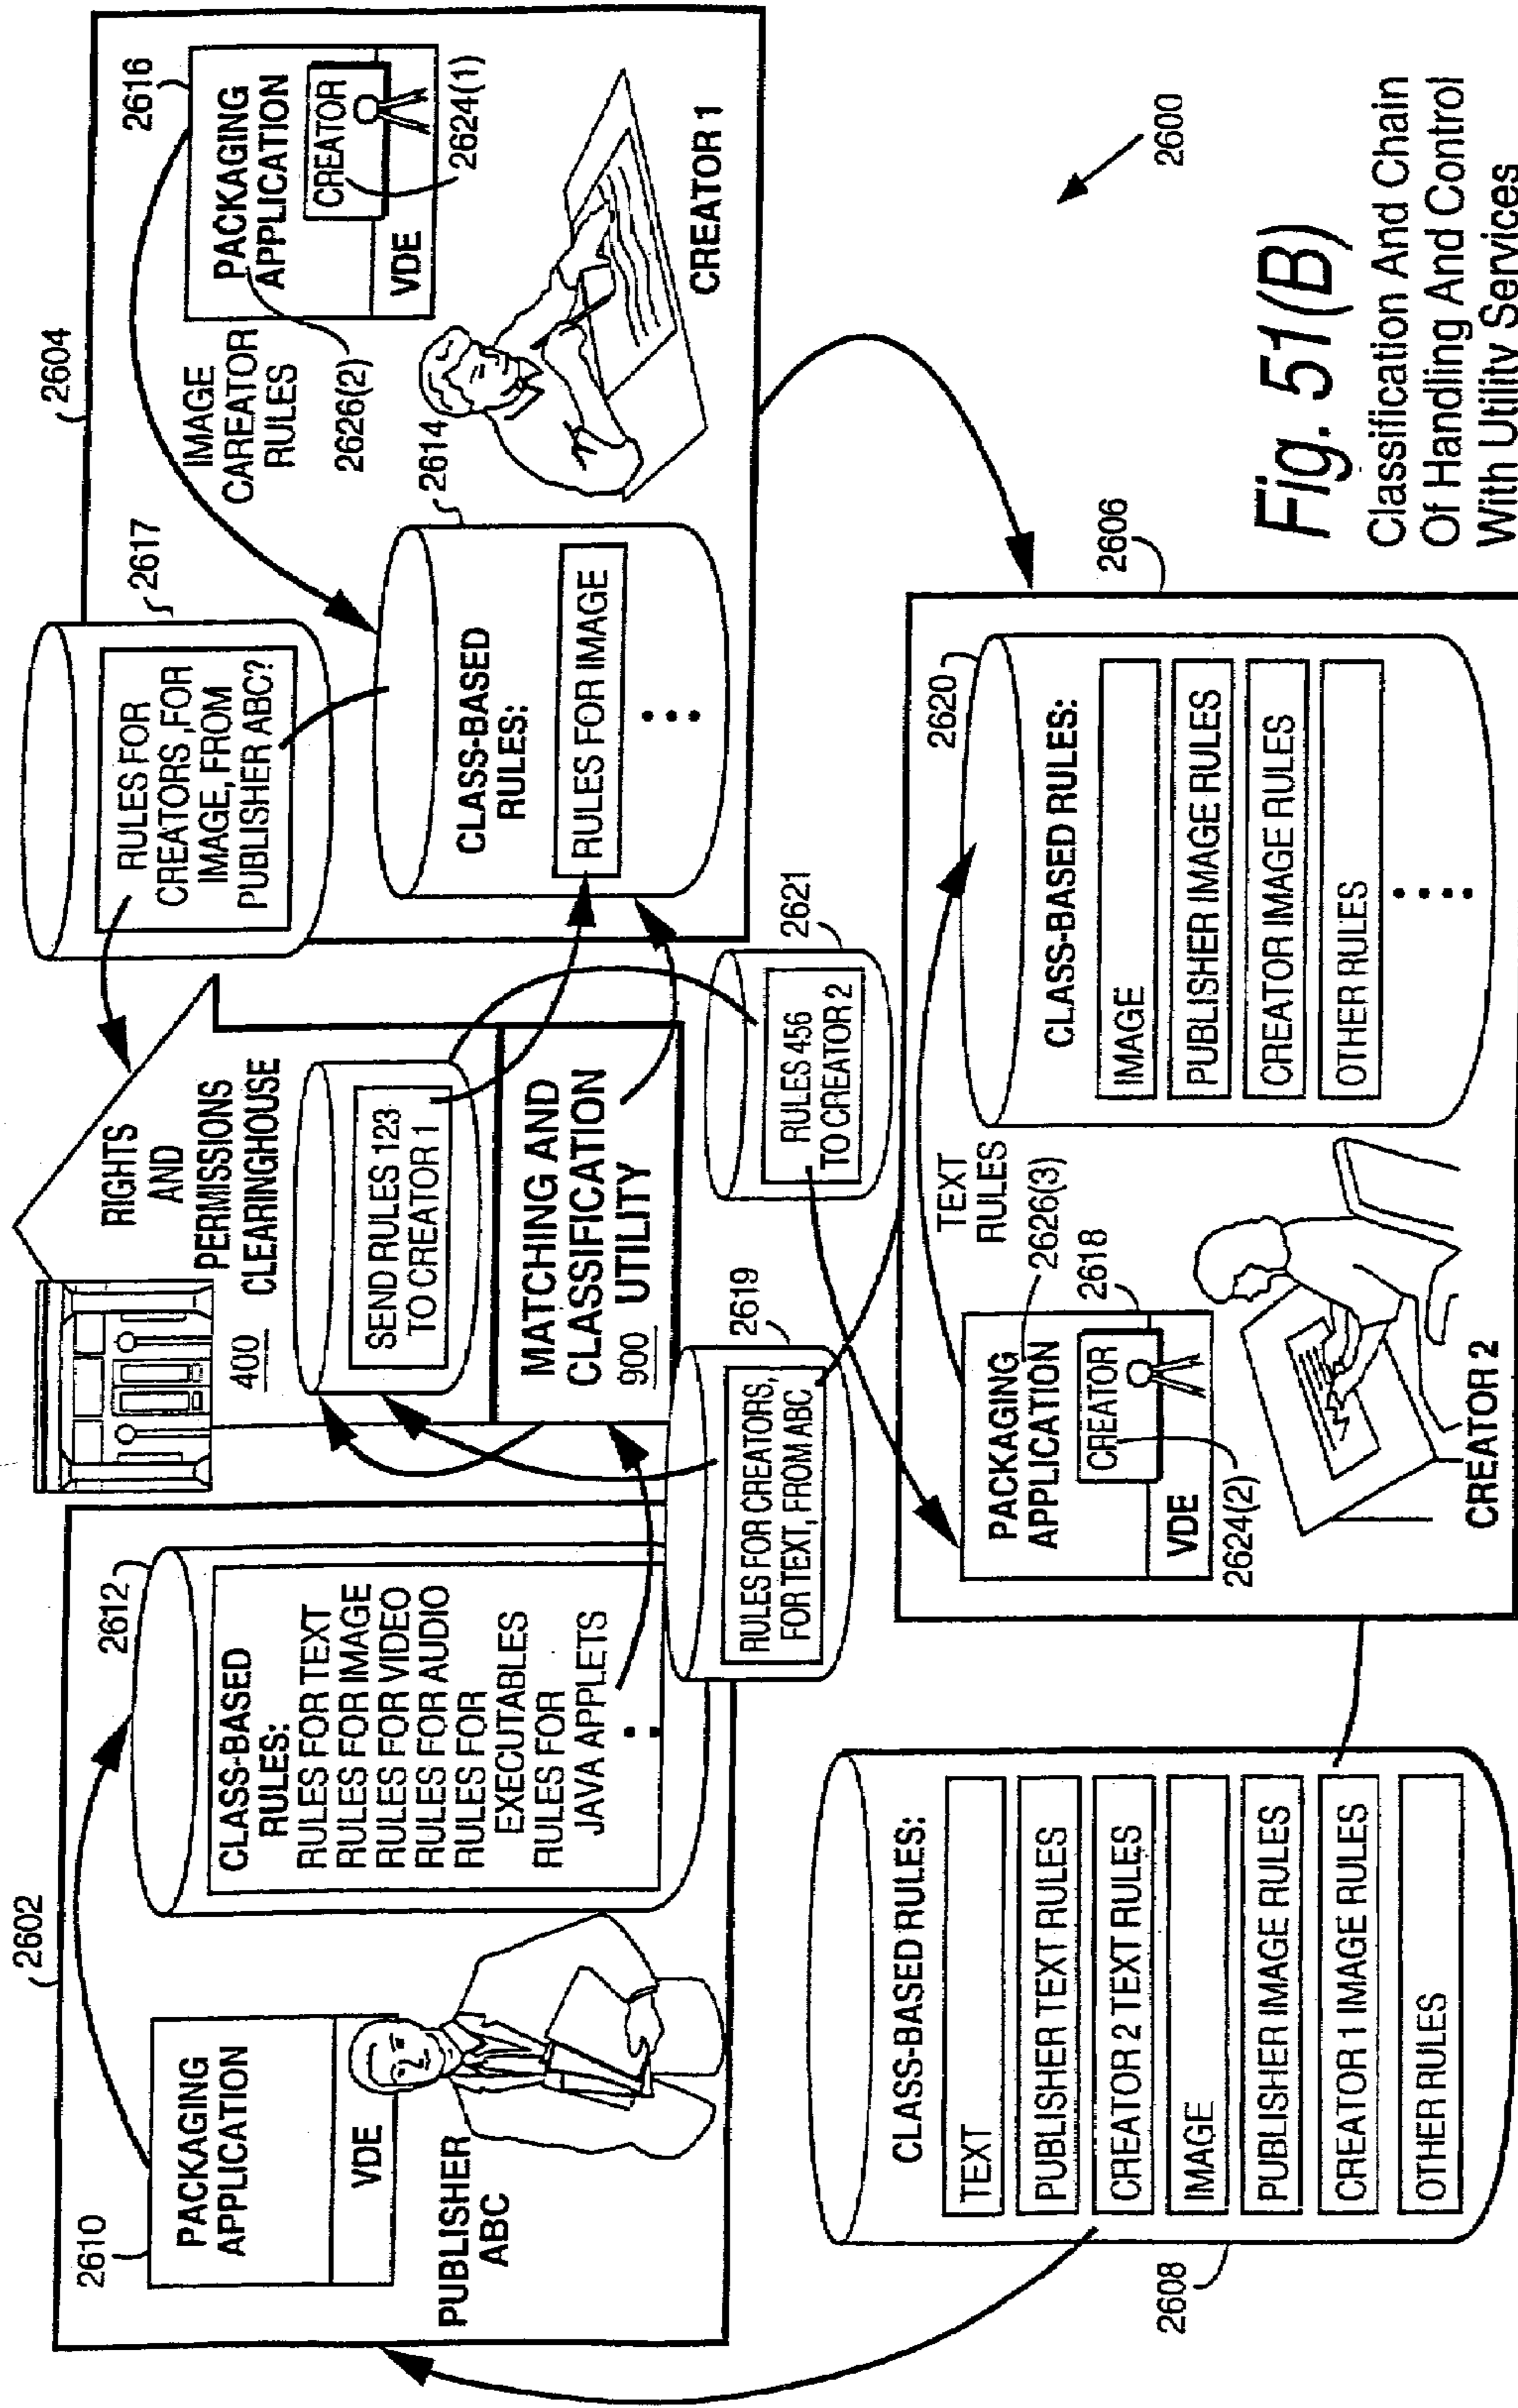 2602
2610
PACKAGING
APPLICATION
VDE
PUBLISHER
ABC
2612
CLASS-BASED
RULES:
RULES FOR TEXT
RULES FOR IMAGE
RULES FOR VIDEO
RULES FOR AUDIO
RULES FOR
EXECUTABLES
RULES FOR
JAVA APPLETS
RIGHTS
AND
PERMISSIONS
CLEARINGHOUSE
400
SEND RULES 123
TO CREATOR 1
MATCHING AND
CLASSIFICATION
900 UTILITY
2617
RULES FOR
CREATORS ,FOR
IMAGE, FROM
PUBLISHER ABC?
2604
2616
PACKAGING
APPLICATION
CREATOR
VDE
2624(1)
IMAGE
CAREATOR
RULES
2626(2)
2614
CLASS-BASED
RULES:
RULES FOR IMAGE
CREATOR 1
2619
RULES FOR CREATORS,
FOR TEXT, FROM ABC
2621
RULES 456
TO CREATOR 2
2608
CLASS-BASED RULES:
TEXT
PUBLISHER TEXT RULES
CREATOR 2 TEXT RULES
IMAGE
PUBLISHER IMAGE RULES
CREATOR 1 IMAGE RULES
OTHER RULES
2606
TEXT
RULES
2626(3)
2618
PACKAGING
APPLICATION
CREATOR
VDE
2624(2)
CREATOR 2
2620
CLASS-BASED RULES:
IMAGE
PUBLISHER IMAGE RULES
CREATOR IMAGE RULES
OTHER RULES
2600
Fig. 51(B)
Classification And Chain
Of Handling And Control
With Utility Services